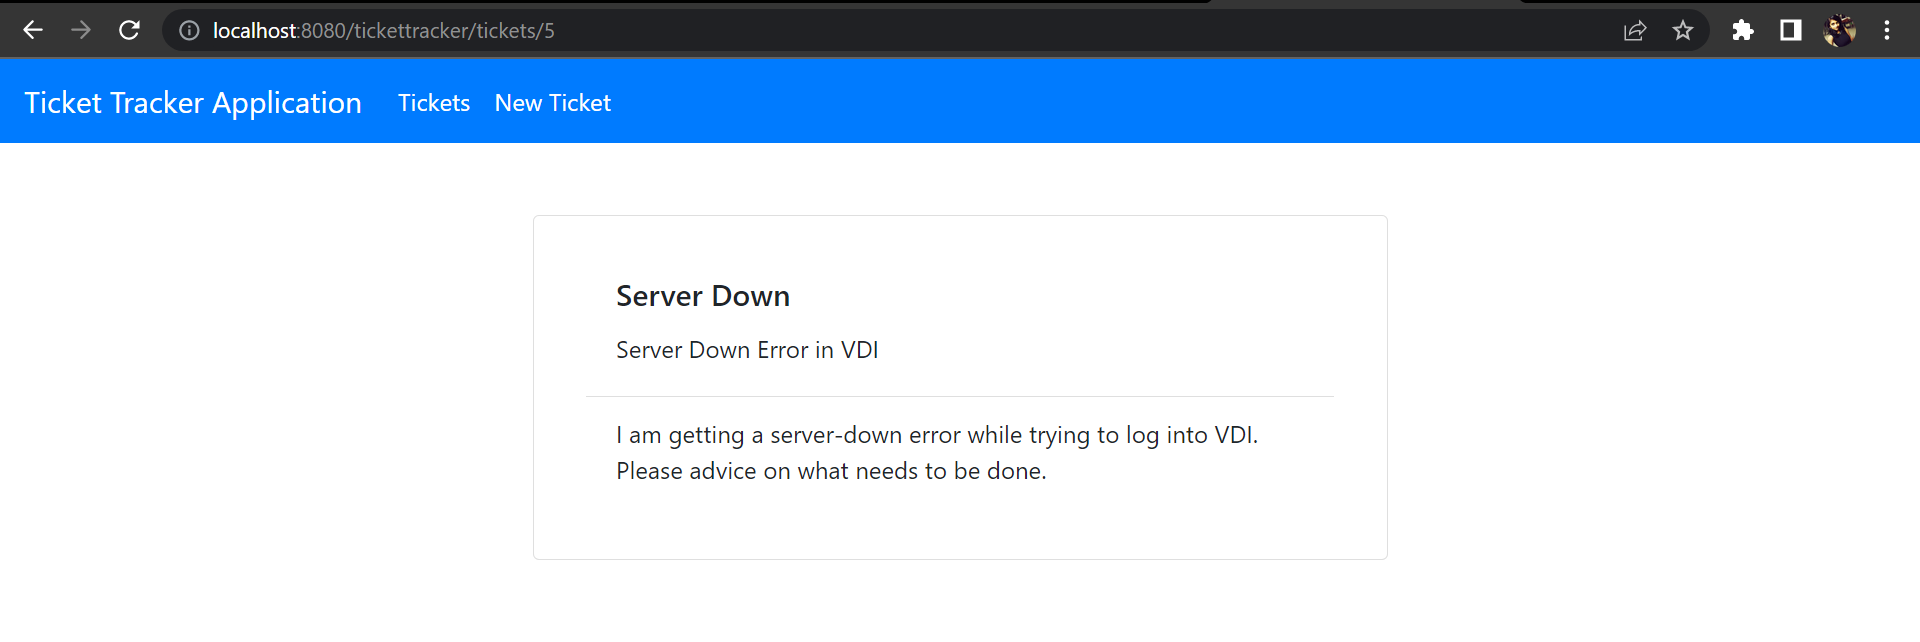 localhost:8080/tickettracker/tickets/5
Ticket Tracker Application Tickets New Ticket
Server Down
Server Down Error in VDI
I am getting a server-down error while trying to log into VDI.
Please advice on what needs to be done.